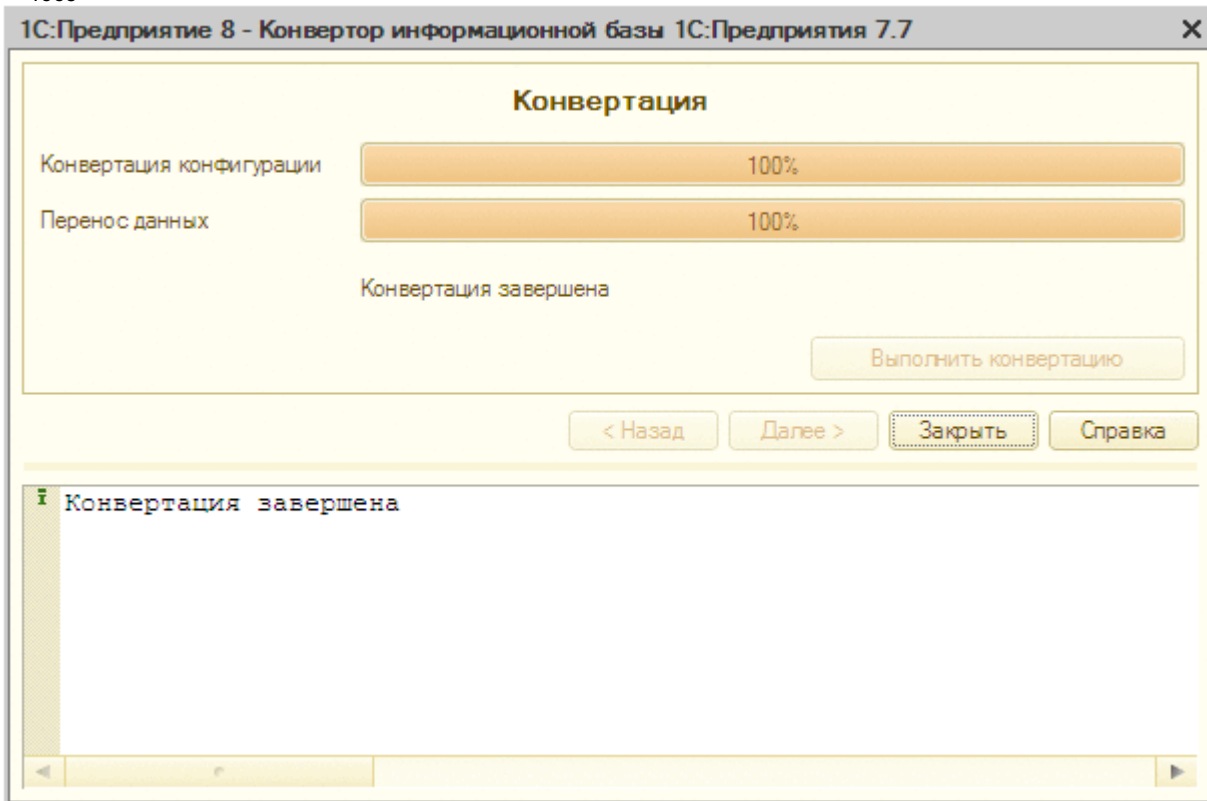 1С:Предприятие 8 - Конвертор информационной базы 1С:Предприятия 7.7
Конвертация
Конвертация конфигурации 100%
Перенос данных 100%
Конвертация завершена
Выполнить конвертацию
< Назад Далее > Закрыть Справка
Конвертация завершена